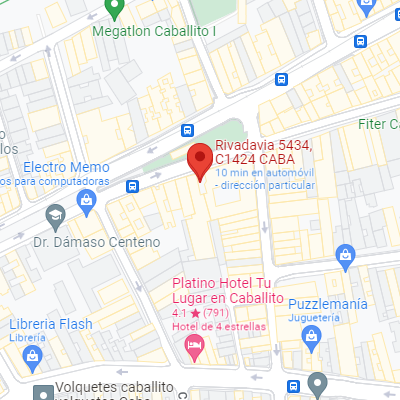 Megatlon Caballito I
Fiter Ca
Rivadavia 5434,
C1424 CABA
10 min en automóvil
- dirección particular
o
los
Electro Memo
os para computadoras
Dr. Dámaso Centeno
Platino Hotel Tu
Lugar en Caballito
4.1 ★ (791)
Hotel de 4 estrellas
Puzzlemanía
Juguetería
Libreria Flash
Librería
Volquetes caballito
volquetes Caba